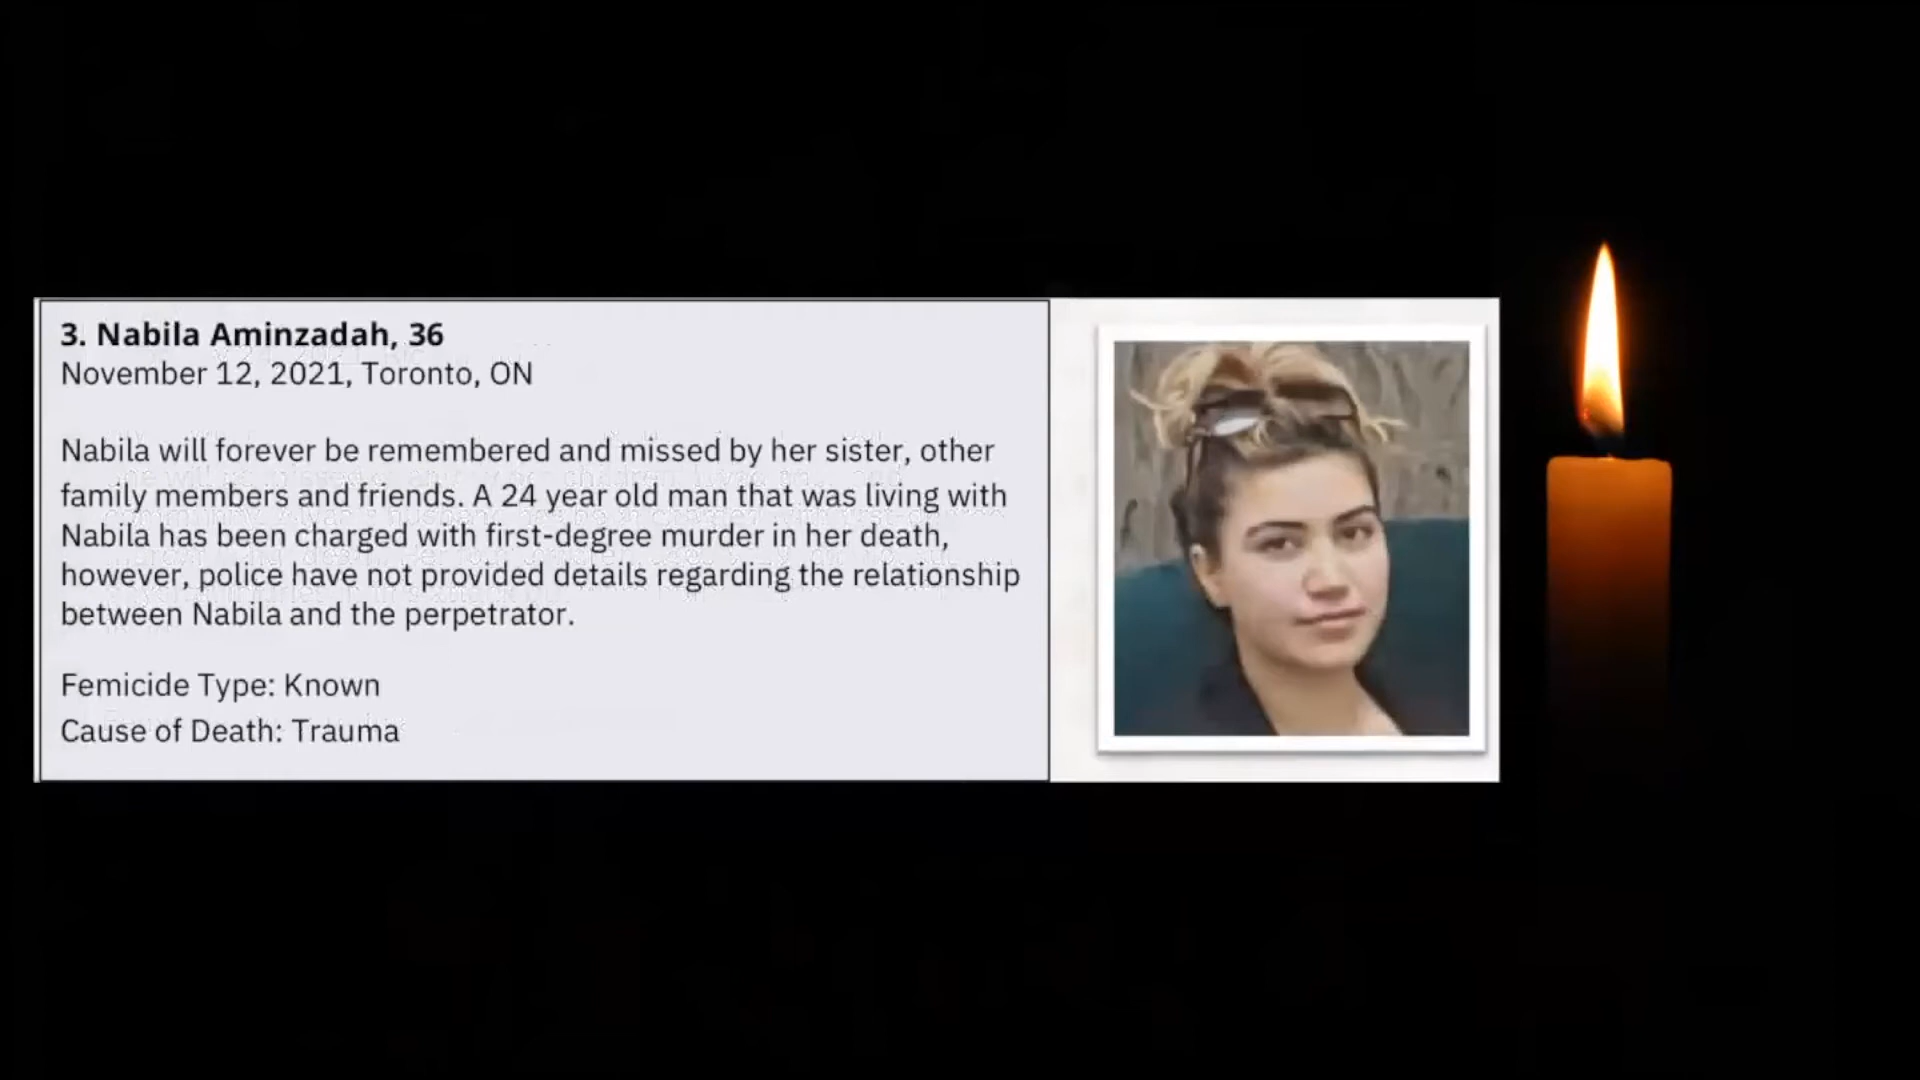 3. Nabila Aminzadah, 36
November 12, 2021, Toronto, ON
Nabila will forever be remembered and missed by her sister, other
family members and friends. A 24 year old man that was living with
Nabila has been charged with first-degree murder in her death,
however, police have not provided details regarding the relationship
between Nabila and the perpetrator.
Femicide Type: Known
Cause of Death: Trauma